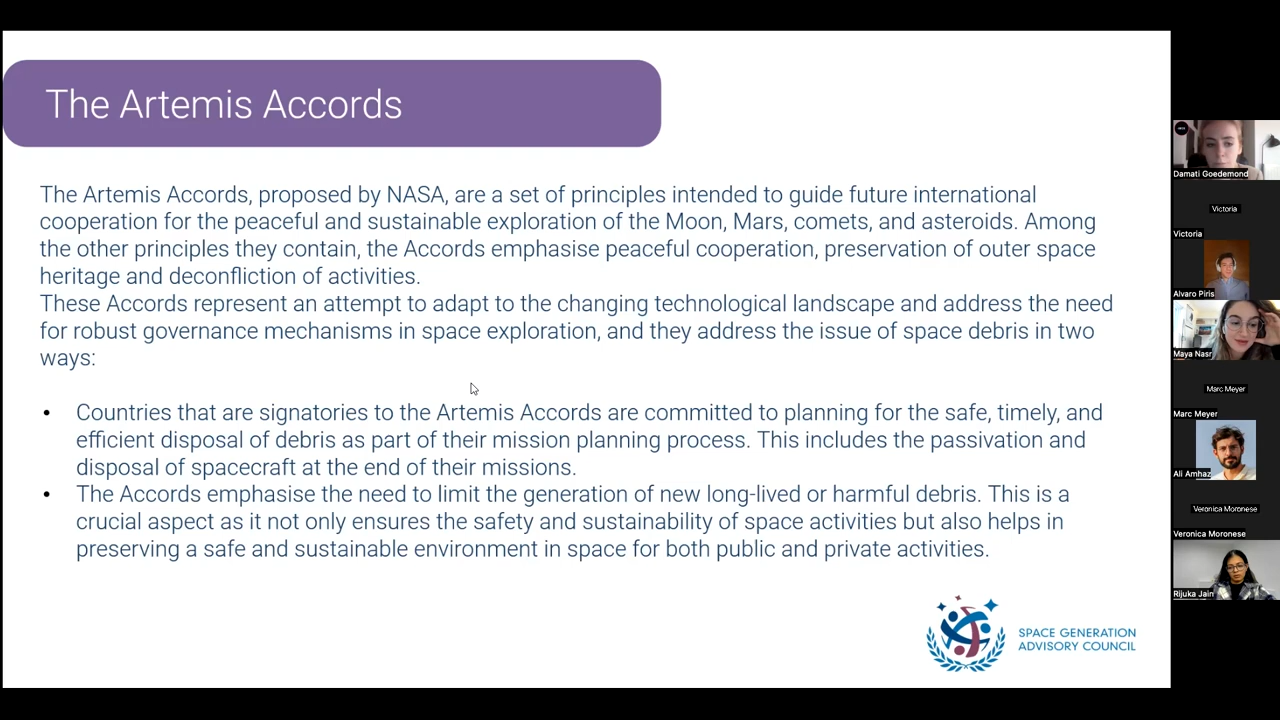 The Artemis Accords
The Artemis Accords, proposed by NASA, are a set of principles intended to guide future international
cooperation for the peaceful and sustainable exploration of the Moon, Mars, comets, and asteroids. Among
the other principles they contain, the Accords emphasise peaceful cooperation, preservation of outer space
heritage and deconfliction of activities.
These Accords represent an attempt to adapt to the changing technological landscape and address the need
for robust governance mechanisms in space exploration, and they address the issue of space debris in two
ways:
• Countries that are signatories to the Artemis Accords are committed to planning for the safe, timely, and
efficient disposal of debris as part of their mission planning process. This includes the passivation and
disposal of spacecraft at the end of their missions.
• The Accords emphasise the need to limit the generation of new long-lived or harmful debris. This is a
crucial aspect as it not only ensures the safety and sustainability of space activities but also helps in
preserving a safe and sustainable environment in space for both public and private activities.
SPACE GENERATION
ADVISORY COUNCIL
Damati Goedemond
Victoria
Victoria
Alvaro Piris
Maya Nasr
Marc Meyer
Marc Meyer
Ali Amhaz
Veronica Moronese
Veronica Moronese
Rijuka Jain